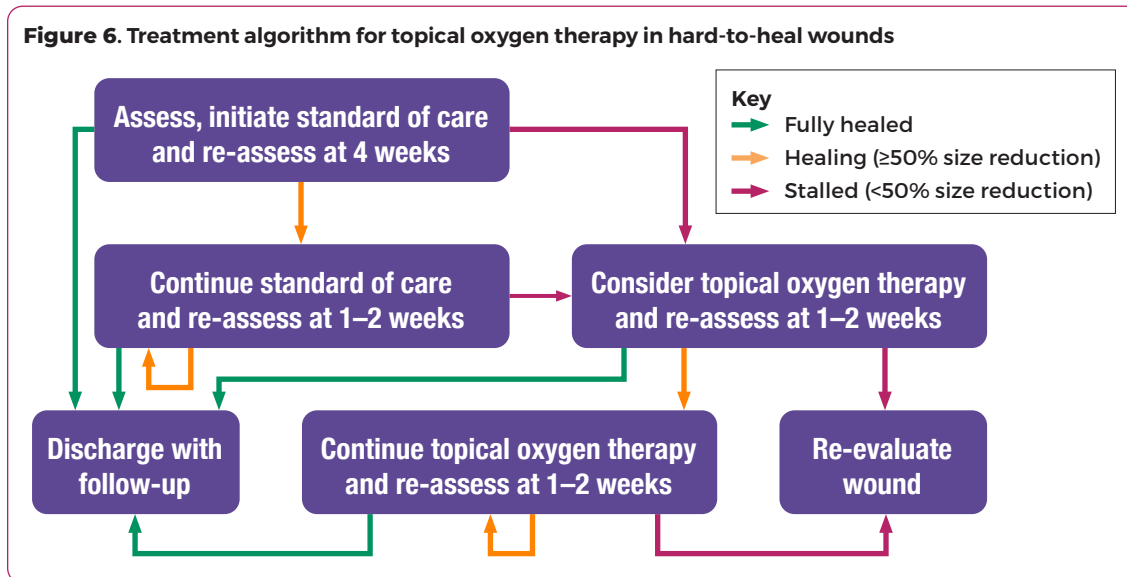 Figure 6. Treatment algorithm for topical oxygen therapy in hard-to-heal wounds
Key
Fully healed
Healing (≥50% size reduction)
Stalled (<50% size reduction)
Assess, initiate standard of care
and re-assess at 4 weeks
Continue standard of care
and re-assess at 1–2 weeks
Consider topical oxygen therapy
and re-assess at 1–2 weeks
Discharge with
follow-up
Continue topical oxygen therapy
and re-assess at 1–2 weeks
Re-evaluate
wound